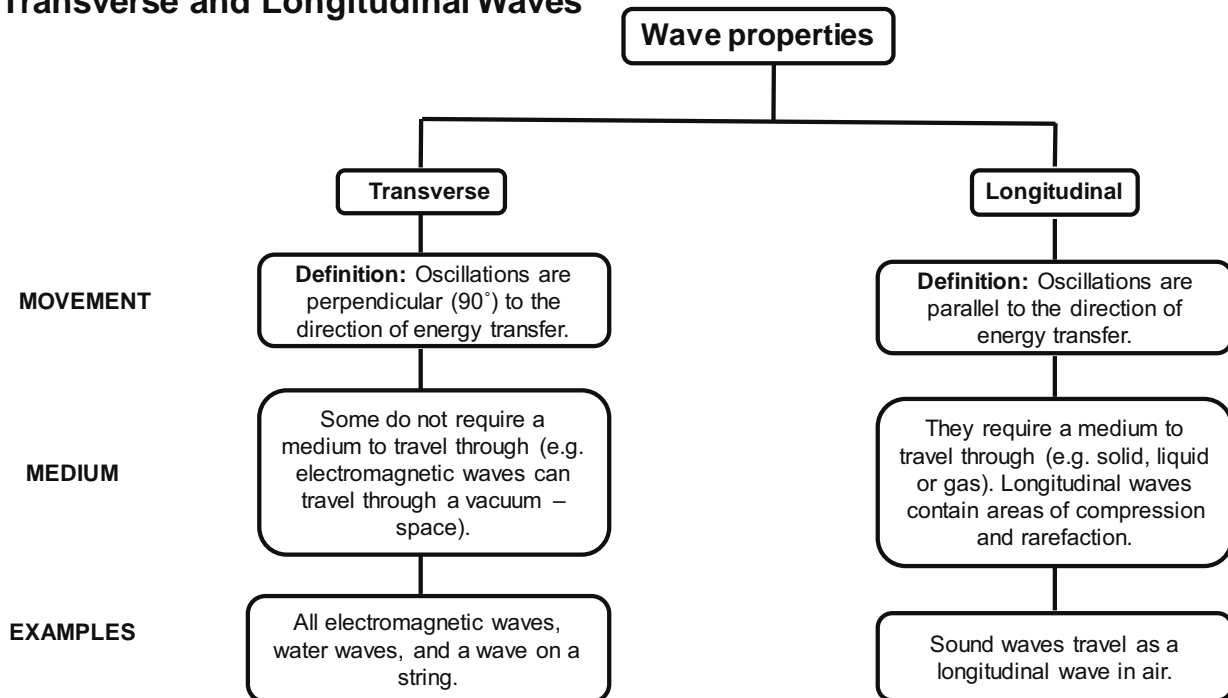 Transverse and Longitudinal Waves
Wave properties
Transverse
Longitudinal
MOVEMENT
Definition: Oscillations are
perpendicular (90˚) to the
direction of energy transfer.
Definition: Oscillations are
parallel to the direction of
energy transfer.
MEDIUM
Some do not require a
medium to travel through (e.g.
electromagnetic waves can
travel through a vacuum –
space).
They require a medium to
travel through (e.g. solid, liquid
or gas). Longitudinal waves
contain areas of compression
and rarefaction.
EXAMPLES
All electromagnetic waves,
water waves, and a wave on a
string.
Sound waves travel as a
longitudinal wave in air.